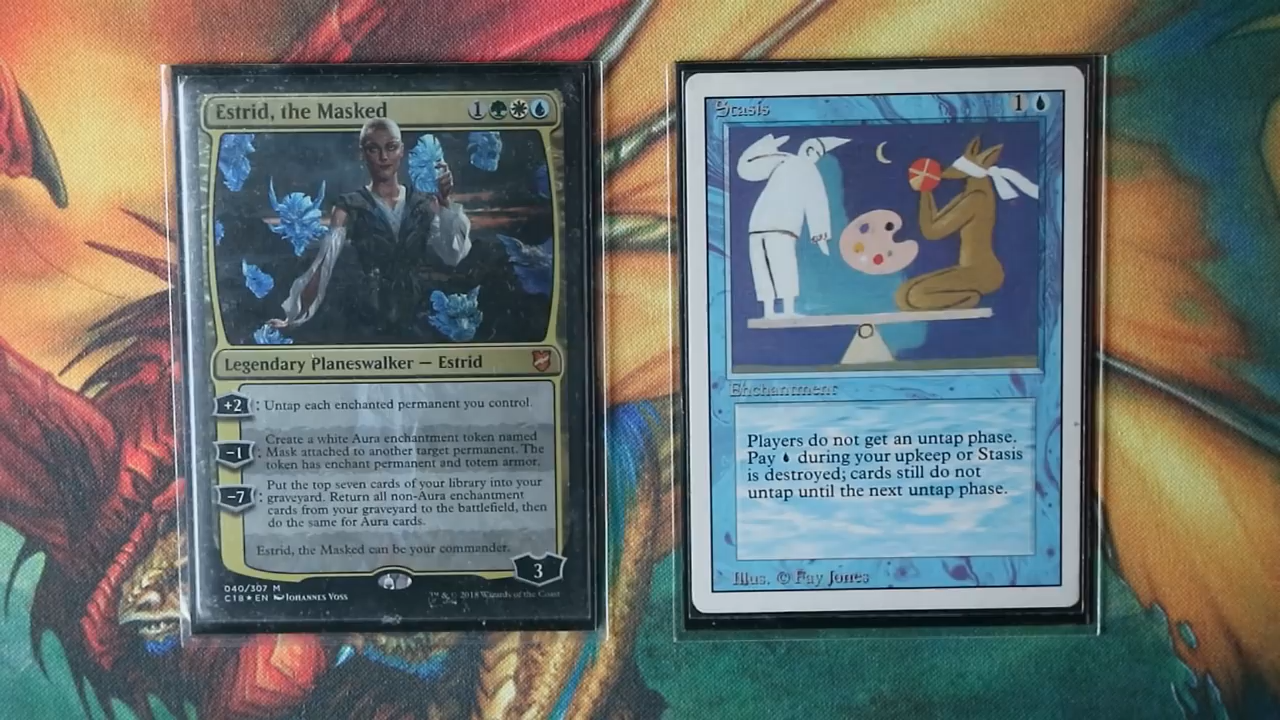 Estrid, the Masked 1
Legendary Planeswalker — Estrid
+2: Untap each enchanted permanent you control.
Create a white Aura enchantment token named
-1: Mask attached to another target permanent. The
token has enchant permanent and totem armor.
Put the top seven cards of your library into your
-7: graveyard. Return all non-Aura enchantment
cards from your graveyard to the battlefield, then
do the same for Aura cards.
Estrid, the Masked can be your commander.
3
040/307 M
C18 ★ EN Johannes Voss
™ & © 2018 Wizards of the Coast
Stasis 1
Enchantment
Players do not get an untap phase.
Pay during your upkeep or Stasis
is destroyed; cards still do not
untap until the next untap phase.
Illus. © Fay Jones